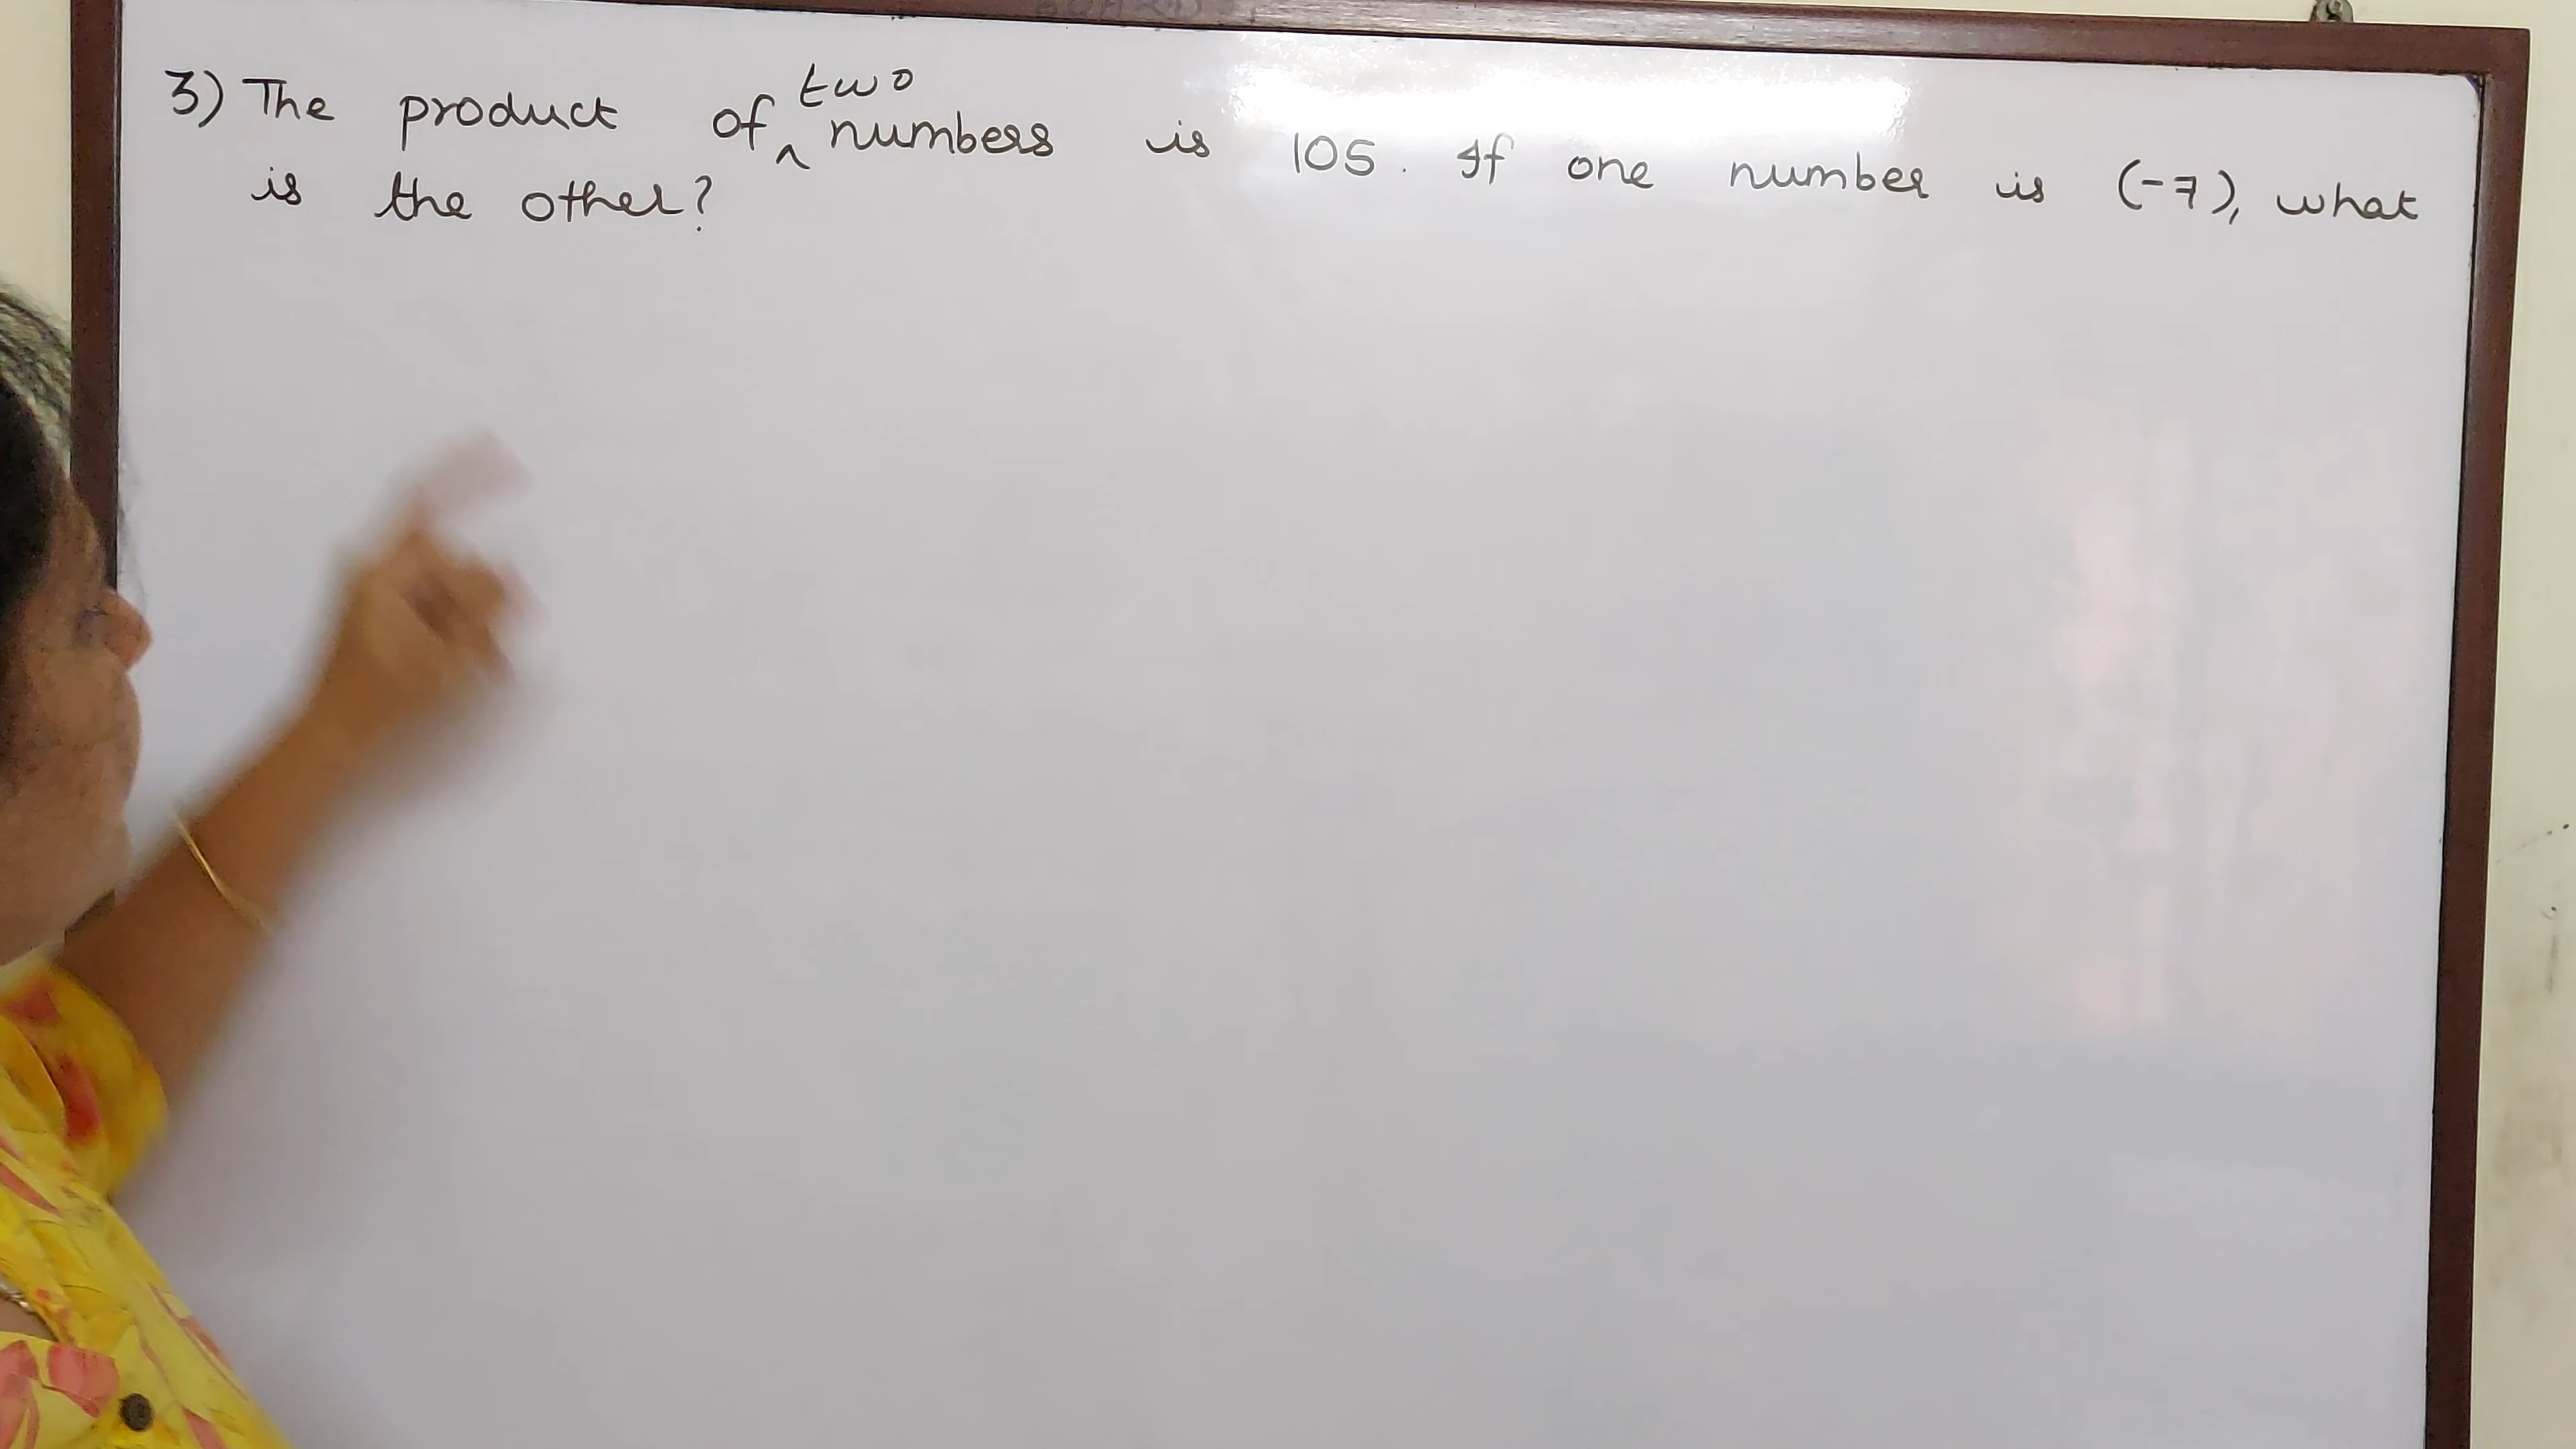 3) The product of two numbers is 105. If one number is (-7), what
is the other?